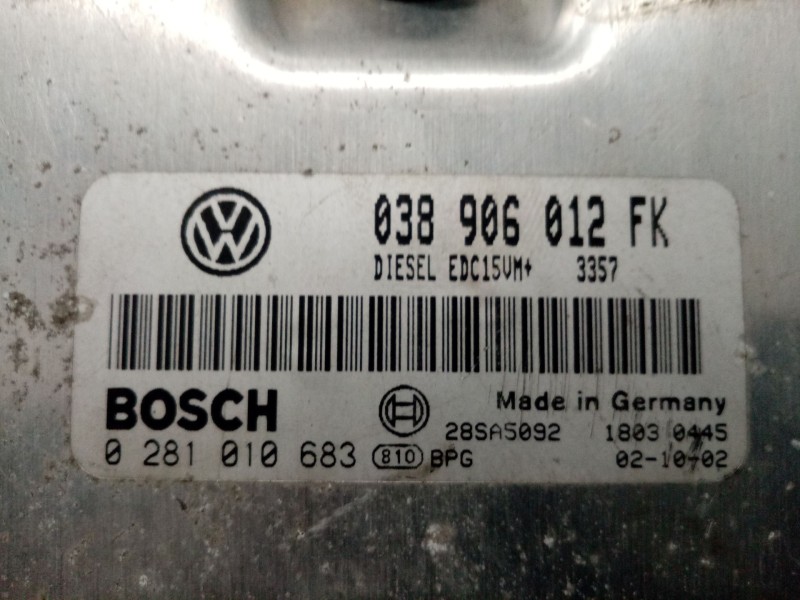 038 906 012 FK
DIESEL EDC15VM+ 3357
BOSCH
Made in Germany
28SA5092 1803 0445
0 281 010 683 810 BPG 02-10-02